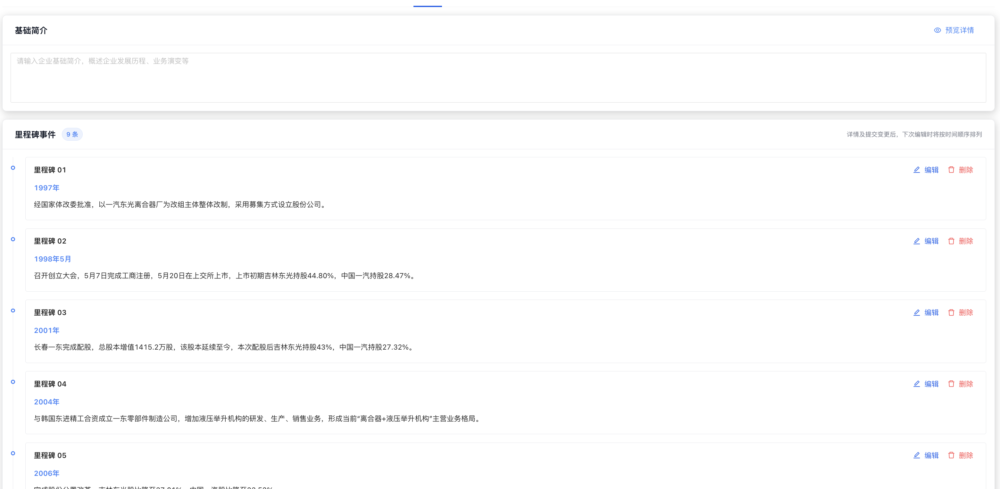 基础简介
预览详情
请输入企业基础简介，概述企业发展历程、业务演变等
里程碑事件
9 条
详情及提交变更后，下次编辑时将按时间顺序排列
里程碑 01
编辑
删除
1997年
经国家体改委批准，以一汽东光离合器厂为改组主体整体改制，采用募集方式设立股份公司。
里程碑 02
编辑
删除
1998年5月
召开创立大会，5月7日完成工商注册，5月20日在上交所上市，上市初期吉林东光持股44.80%，中国一汽持股28.47%。
里程碑 03
编辑
删除
2001年
长春一东完成配股，总股本增值1415.2万股，该股本延续至今，本次配股后吉林东光持股43%，中国一汽持股27.32%。
里程碑 04
编辑
删除
2004年
与韩国东进精工合资成立一东零部件制造公司，增加液压举升机构的研发、生产、销售业务，形成当前“离合器+液压举升机构”主营业务格局。
里程碑 05
编辑
删除
2006年